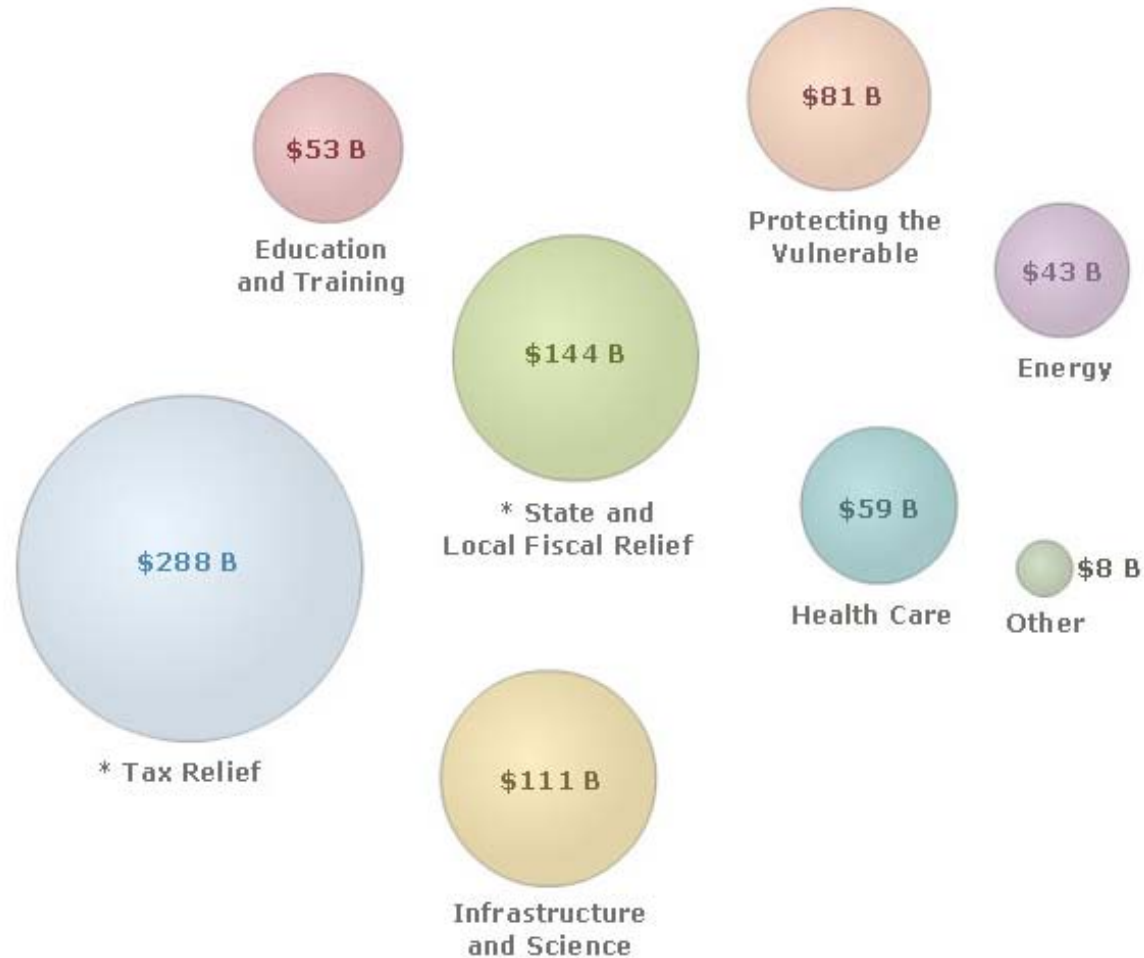 $81 B
$53 B
Protecting the
Vulnerable
Education
and Training
$43 B
$144 B
Energy
* State and
Local Fiscal Relief
$59 B
$288 B
$8 B
Health Care
Other
* Tax Relief
$111 B
Infrastructure
and Science